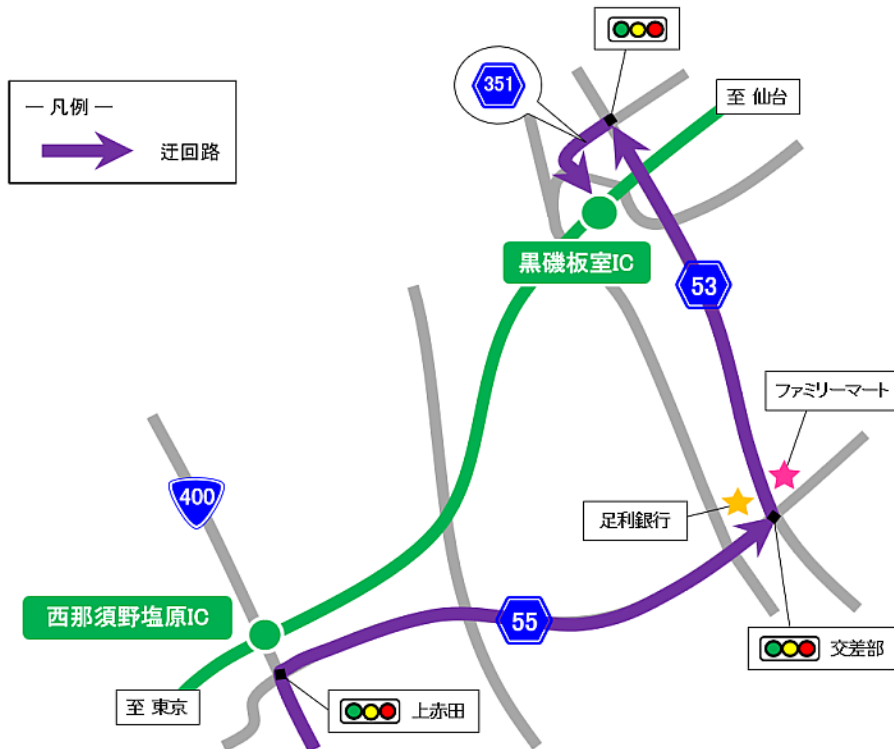 ― 凡例 ―
迂回路
351
至 仙台
黒磯板室IC
53
ファミリーマート
400
足利銀行
西那須野塩原IC
55
交差部
至 東京
上赤田